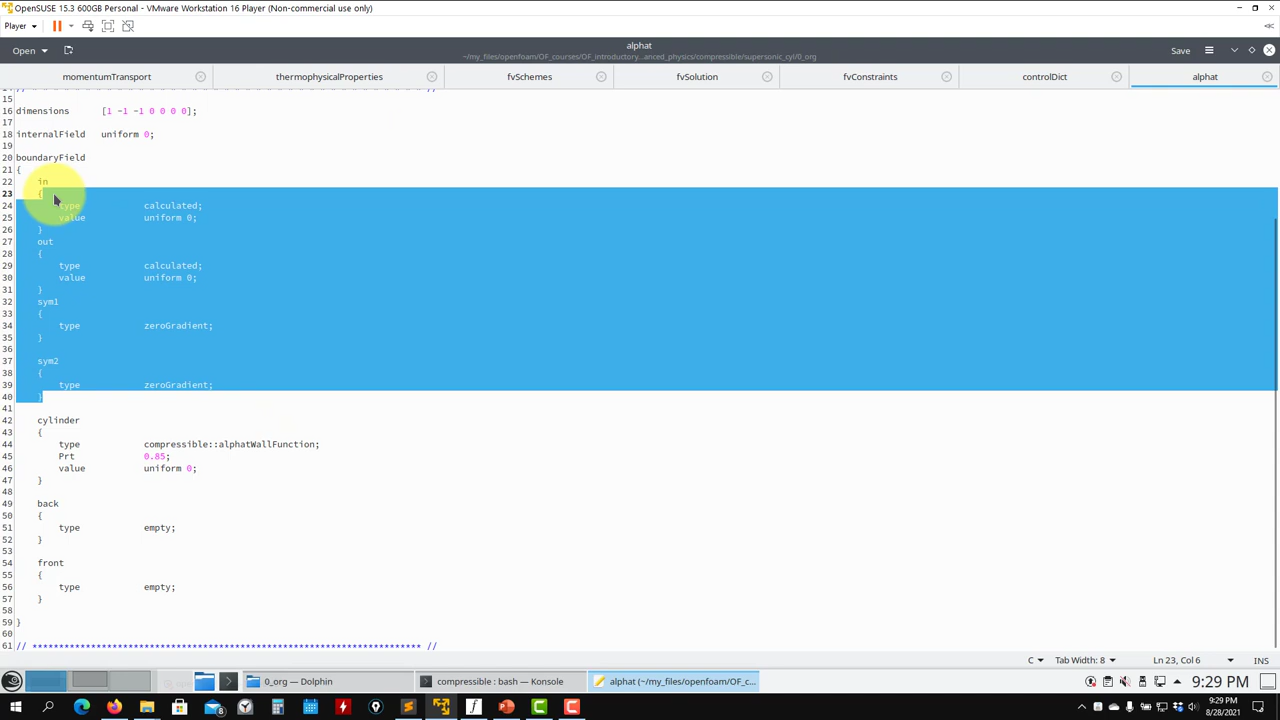 OpenSUSE 15.3 600GB Personal - VMware Workstation 16 Player (Non-commercial use only)
Player
Open
alphat
~/my_files/openfoam/OF_courses/OF_introductory...anced_physics/compressible/supersonic_cyl/0_org
Save
momentumTransport
thermophysicalProperties
fvSchemes
fvSolution
fvConstraints
controlDict
alphat
15
16 dimensions [1 -1 -1 0 0 0 0];
17
18 internalField uniform 0;
19
20 boundaryField
21 {
22 in
23 {
24 type calculated;
25 value uniform 0;
26 }
27 out
28 {
29 type calculated;
30 value uniform 0;
31 }
32 sym1
33 {
34 type zeroGradient;
35 }
36
37 sym2
38 {
39 type zeroGradient;
40 }
41
42 cylinder
43 {
44 type compressible::alphatWallFunction;
45 Prt 0.85;
46 value uniform 0;
47 }
48
49 back
50 {
51 type empty;
52 }
53
54 front
55 {
56 type empty;
57 }
58
59 }
60
61 // ************************************************************************* //
C Tab Width: 8 Ln 23, Col 6 INS
0_org — Dolphin
compressible : bash — Konsole
alphat (~/my_files/openfoam/OF_c...
9:29 PM
9:29 PM
8/28/2021